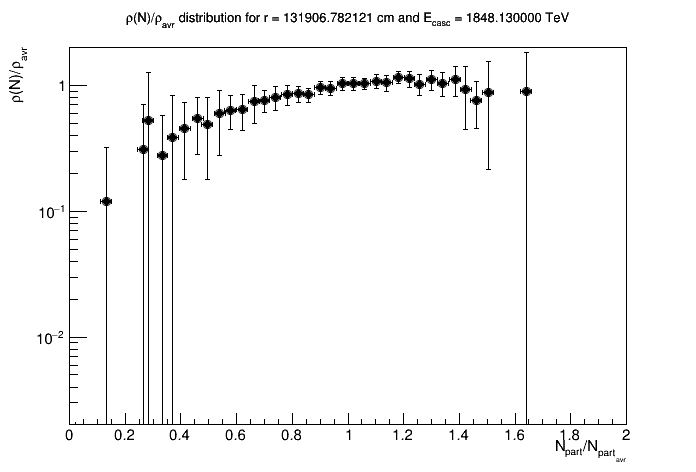 ρ(N)/ρavr distribution for r = 131906.782121 cm and Ecasc = 1848.130000 TeV
ρ(N)/ρavr
1
10−1
10−2
0 0.2 0.4 0.6 0.8 1 1.2 1.4 1.6 1.8 2
Npart/Npartavr